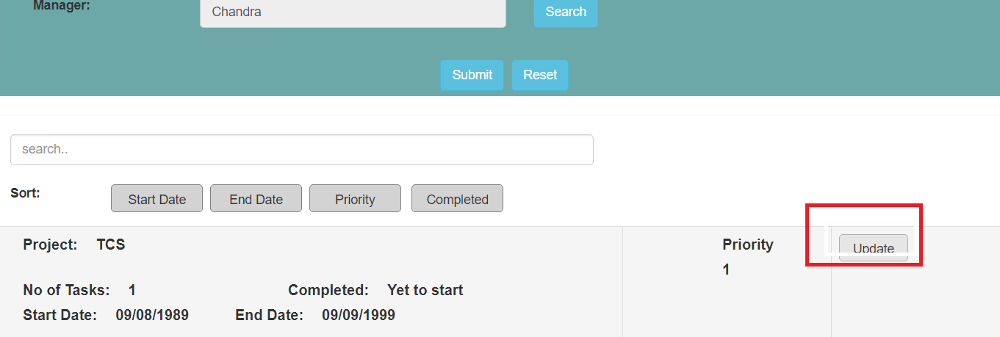 Manager: Chandra Search
Submit Reset
search..
Sort: Start Date End Date Priority Completed
Project: TCS Priority Update
1
No of Tasks: 1 Completed: Yet to start
Start Date: 09/08/1989 End Date: 09/09/1999